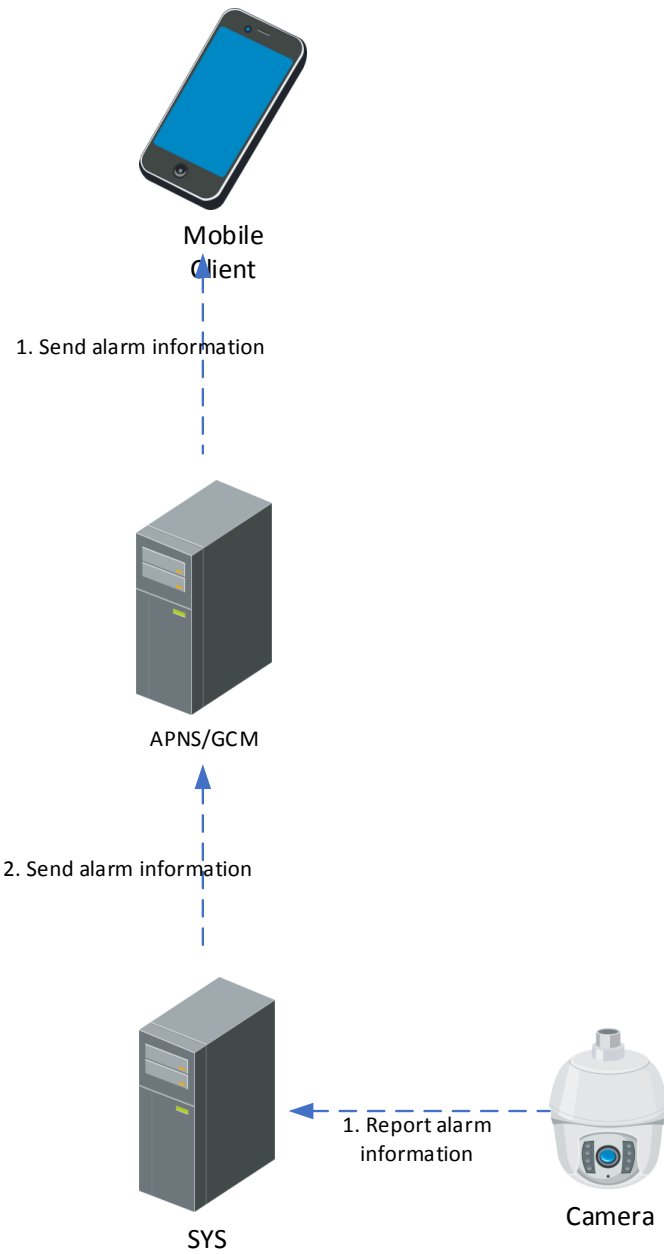 Mobile
Client
1. Send alarm information
APNS/GCM
2. Send alarm information
1. Report alarm
information
Camera
SYS